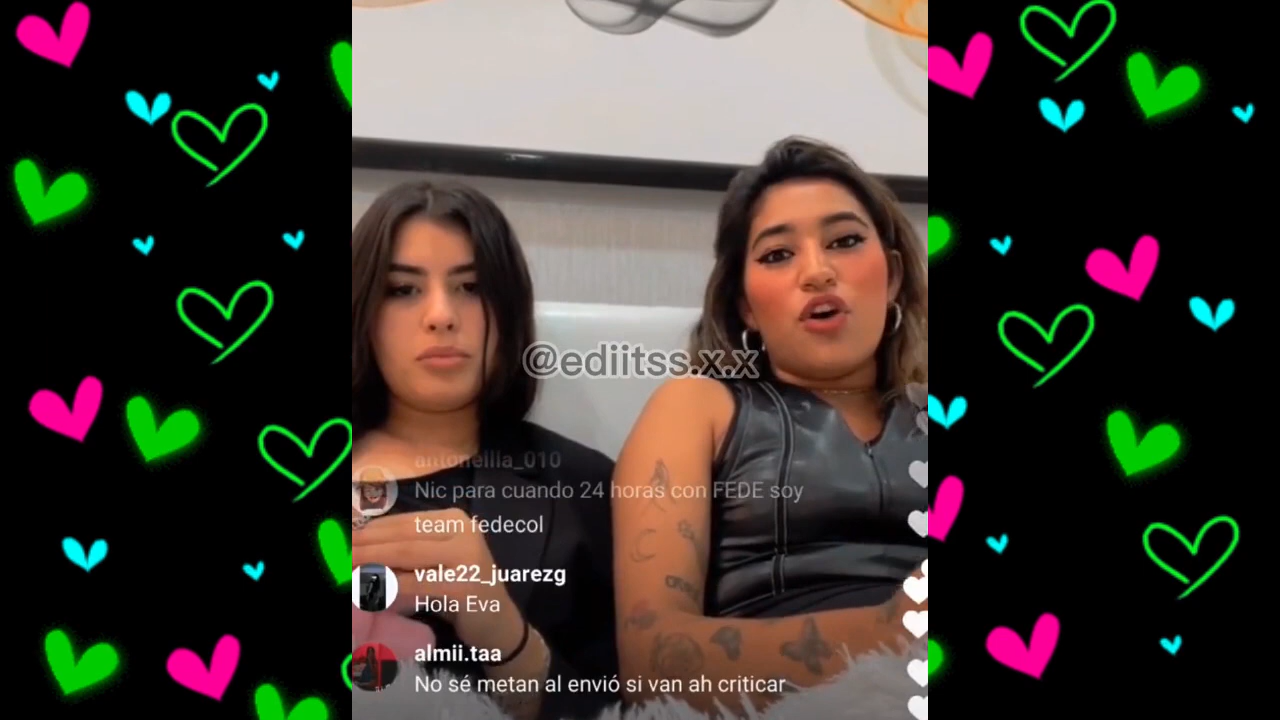 @ediitss.x.x
antonellla_010
Nic para cuando 24 horas con FEDE soy
team fedecol
vale22_juarezg
Hola Eva
almii.taa
No sé metan al envió si van ah criticar